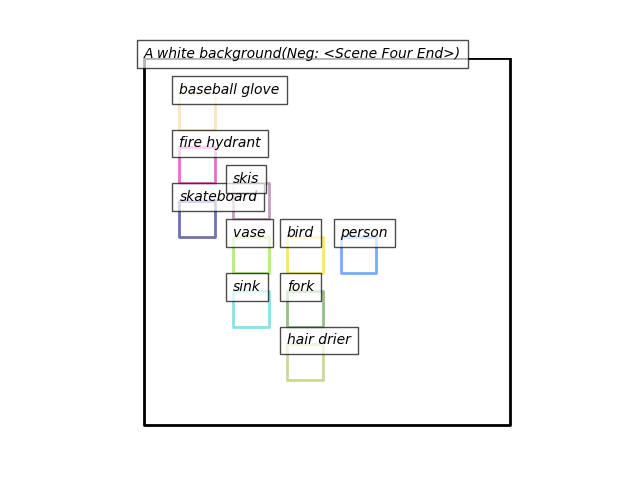 A white background(Neg: <Scene Four End>)
baseball glove
fire hydrant
skis
skateboard
vase
bird
person
sink
fork
hair drier